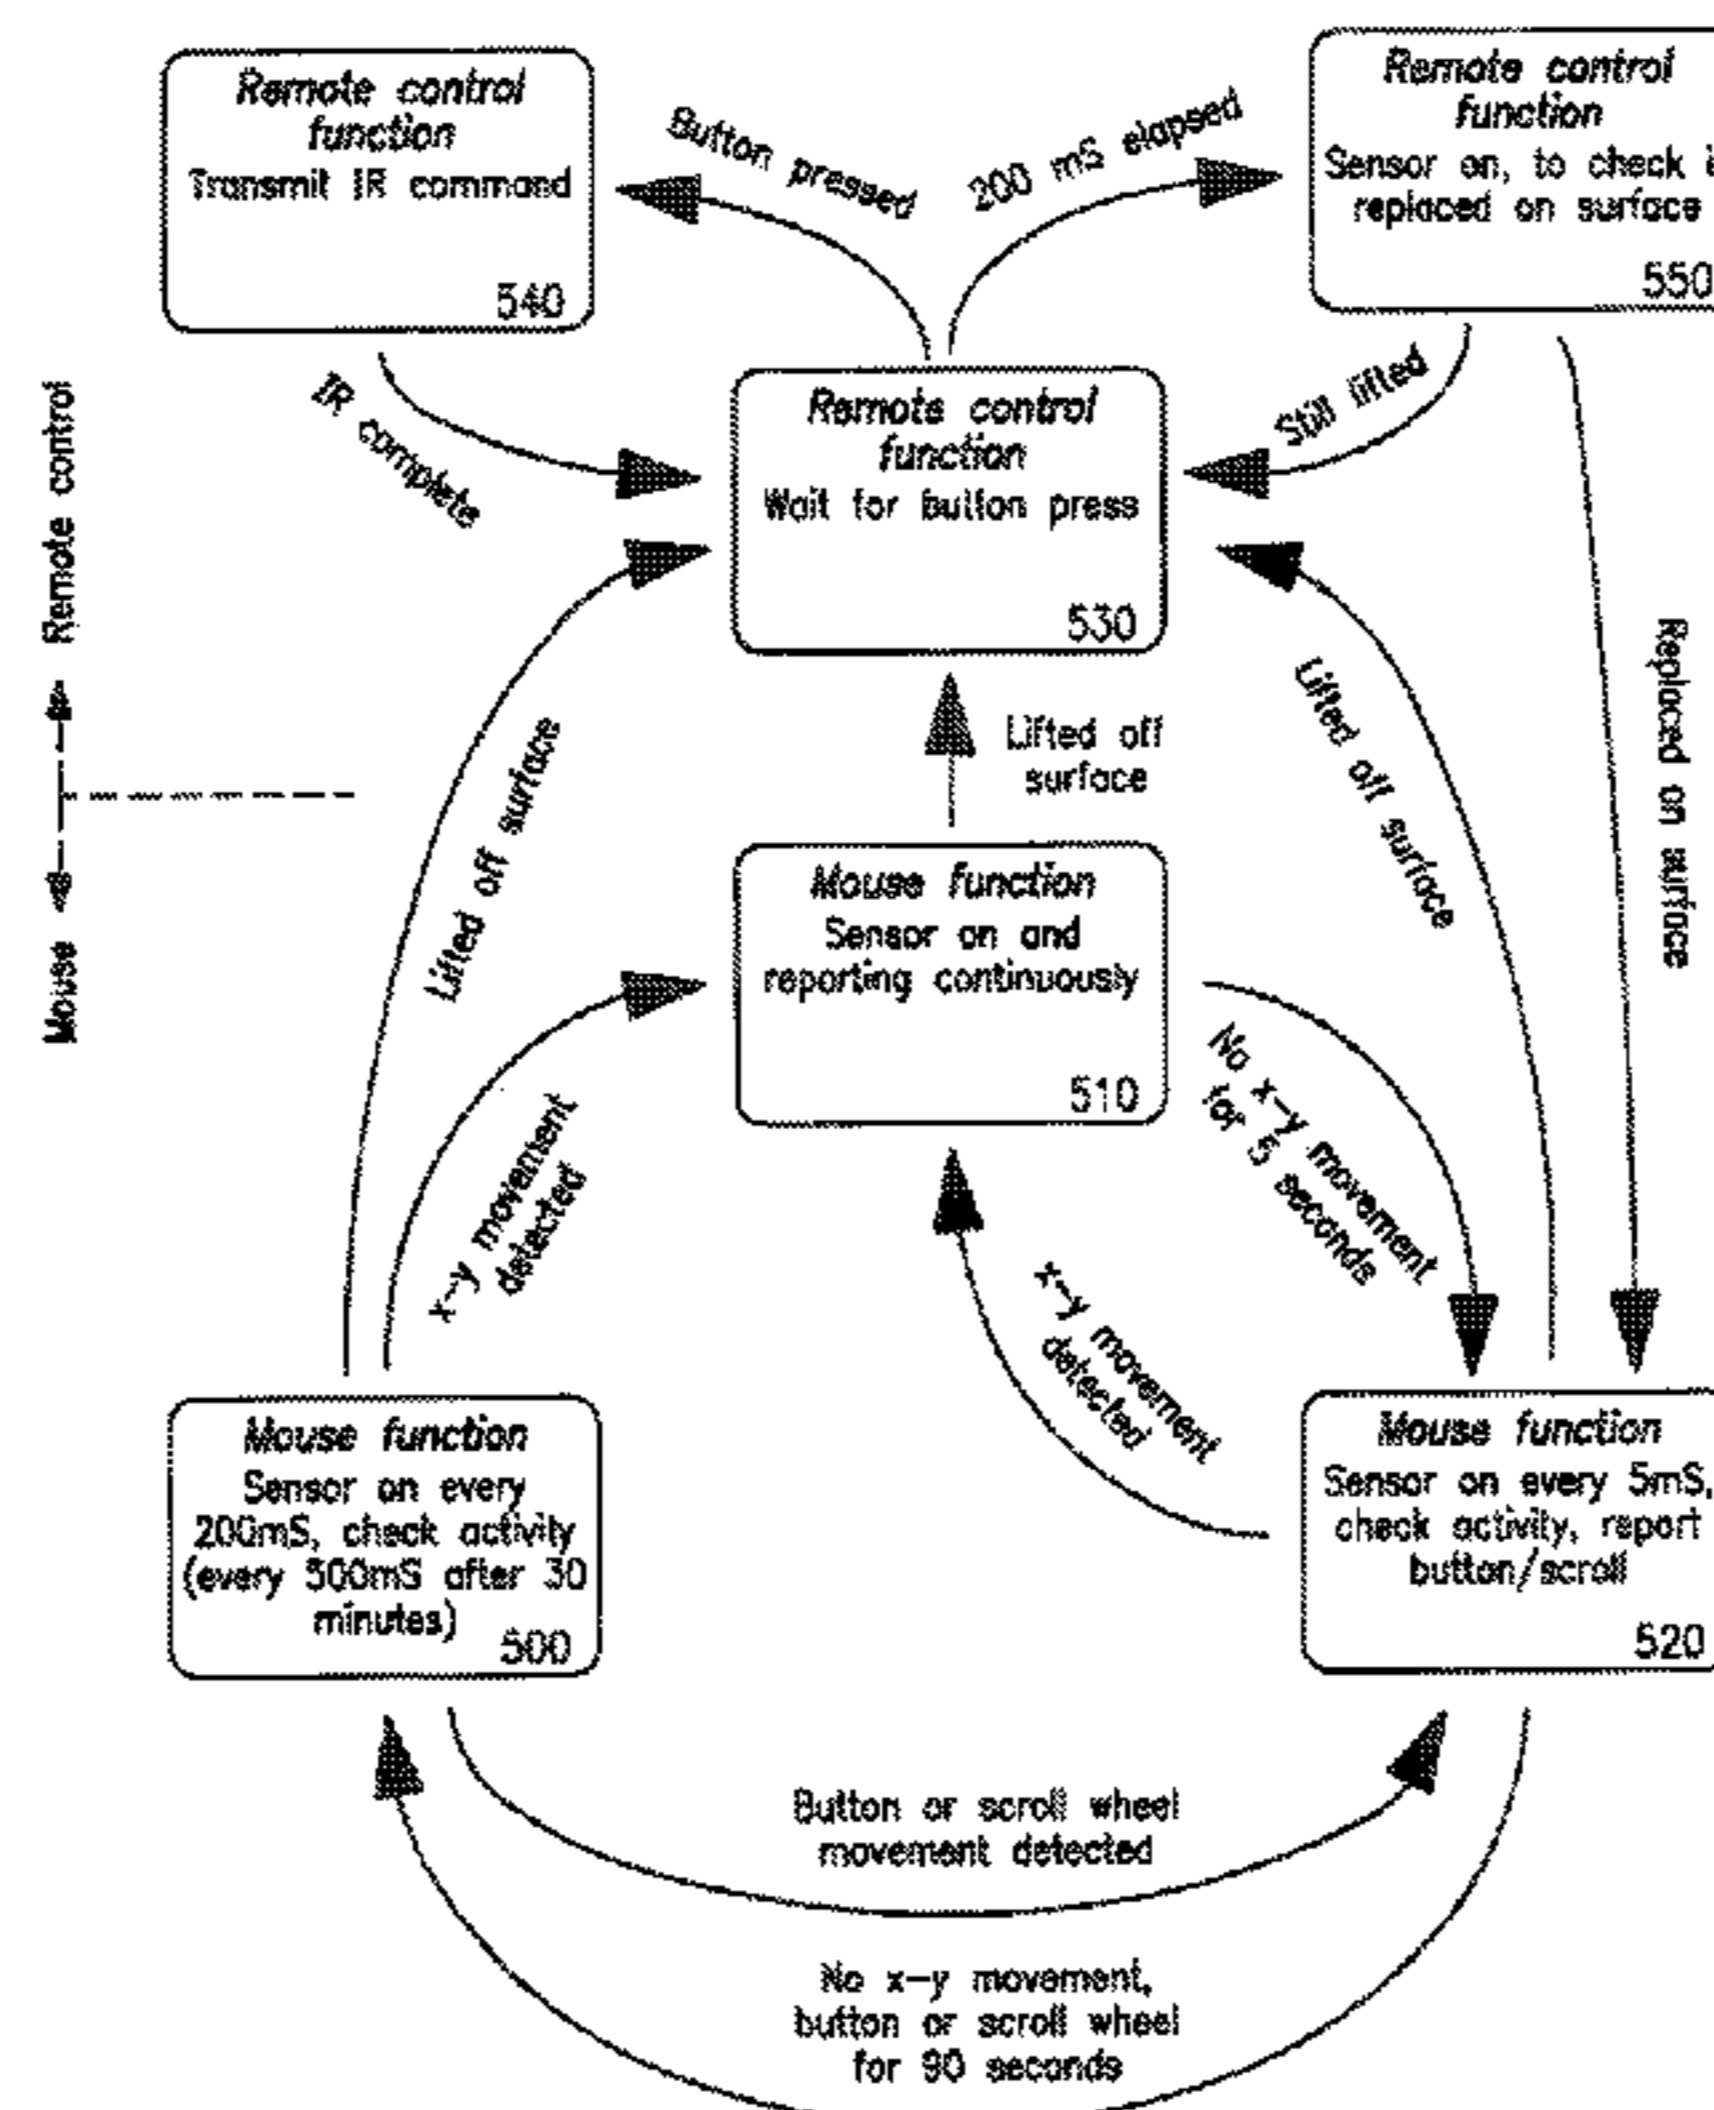 Remote control
function
Transmit IR command
540
Button pressed
200 mS elapsed
Remote control
function
Sensor on, to check
replaced on surface
550
IR complete
Remote control
function
Wait for button press
530
Still lifted
Remote control
Mouse
Lifted off surface
Lifted off
surface
Lifted off surface
Replaced on surface
Mouse function
Sensor on and
reporting continuously
510
x-y movement
detected
No x-y movement
for 5 seconds
x-y movement
detected
Mouse function
Sensor on every
200mS, check activity
(every 500mS after 30
minutes)
500
Mouse function
Sensor on every 5mS,
check activity, report
button/scroll
520
Button or scroll wheel
movement detected
No x-y movement,
button or scroll wheel
for 90 seconds